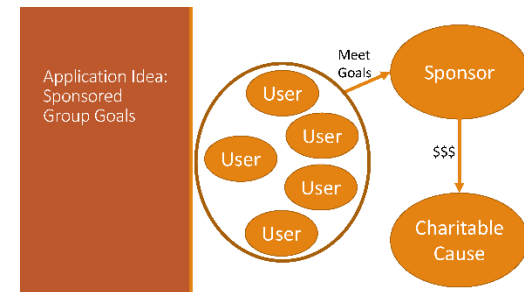 Application Idea:
Sponsored
Group Goals
Meet
Goals
Sponsor
User
User
User
User
User
$$$
Charitable
Cause